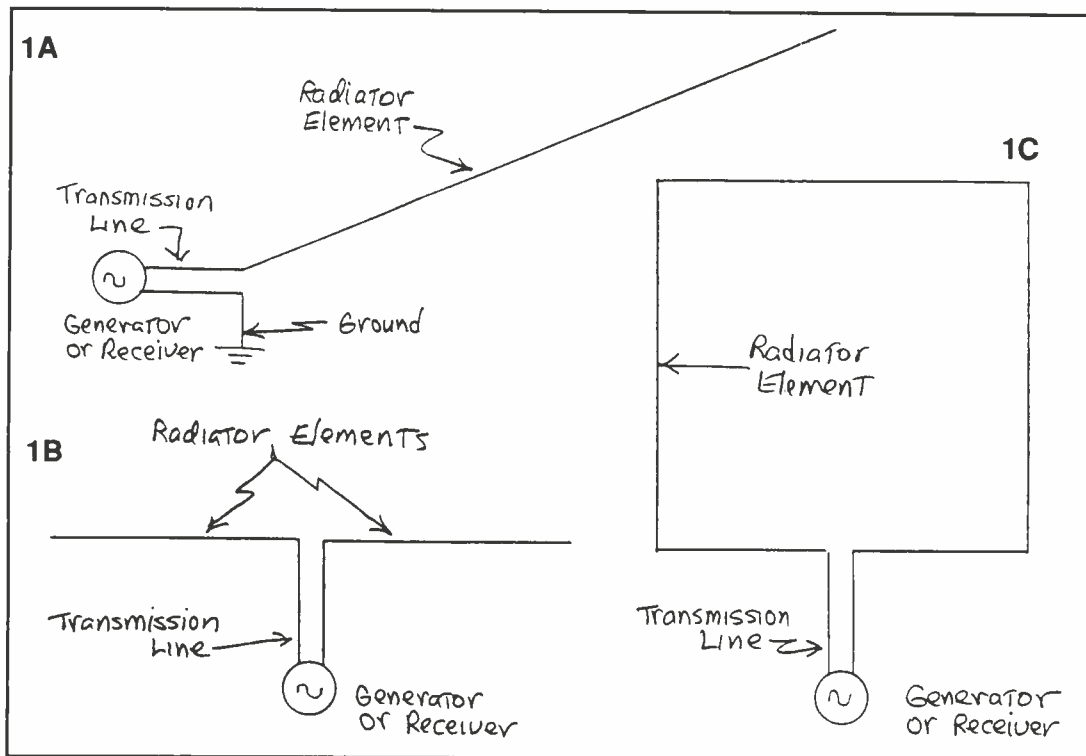 1A
Radiator
Element
Transmission
Line
Generator
or Receiver
Ground
1B
Radiator Elements
Transmission
Line
Generator
or Receiver
1C
Radiator
Element
Transmission
Line
Generator
or Receiver